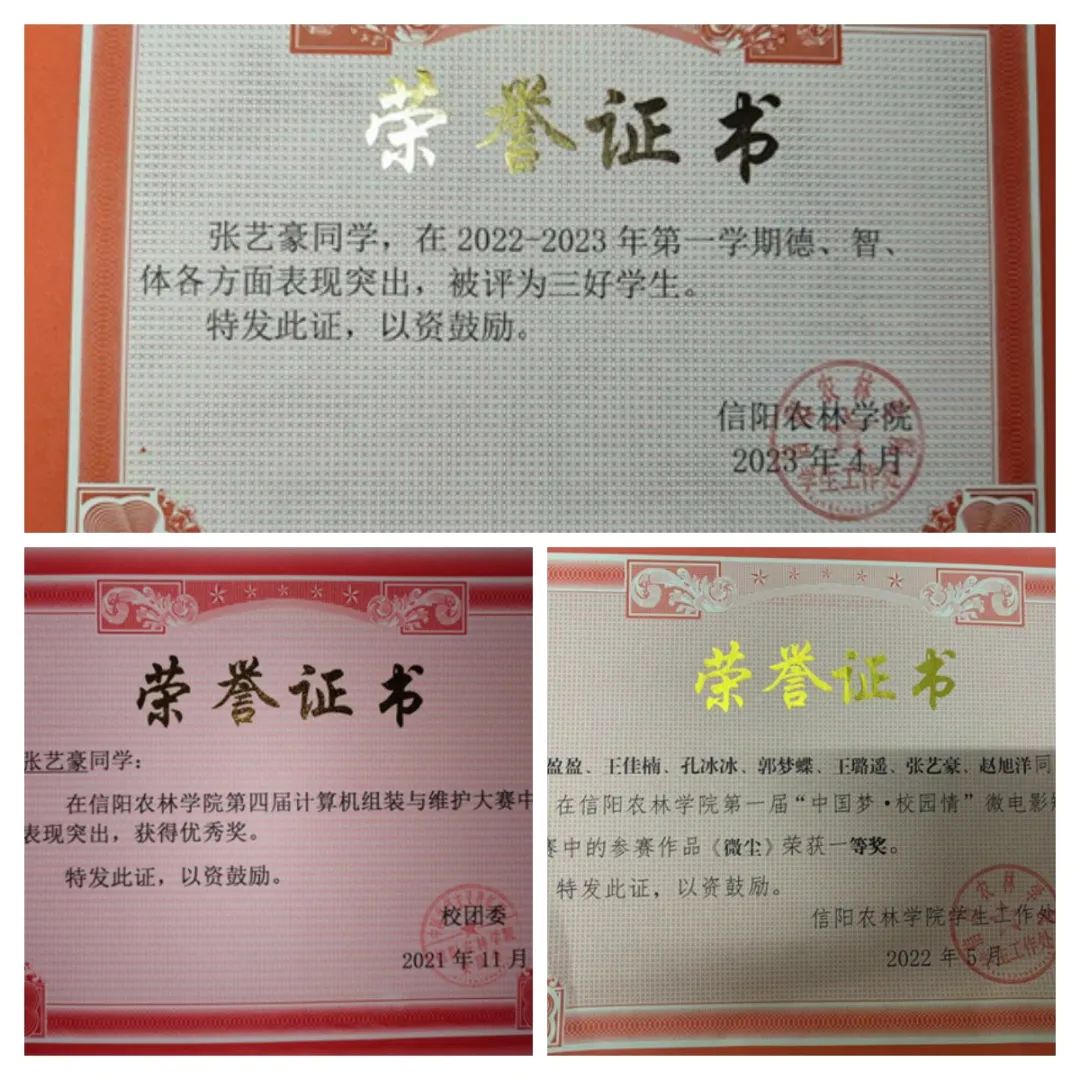 荣誉证书
张艺豪同学，在2022-2023年第一学期德、智、
体各方面表现突出，被评为三好学生。
特发此证，以资鼓励。
信阳农林学院
2023年4月
学生工作处
荣誉证书
张艺豪同学：
在信阳农林学院第四届计算机组装与维护大赛中
表现突出，获得优秀奖。
特发此证，以资鼓励。
校团委
2021年11月
荣誉证书
盈盈、王佳楠、孔冰冰、郭梦蝶、王璐遥、张艺豪、赵旭洋同
在信阳农林学院第一届“中国梦·校园情”微电影
赛中的参赛作品《微尘》荣获一等奖。
特发此证，以资鼓励。
信阳农林学院学生工作处
2022年5月
学生工作处